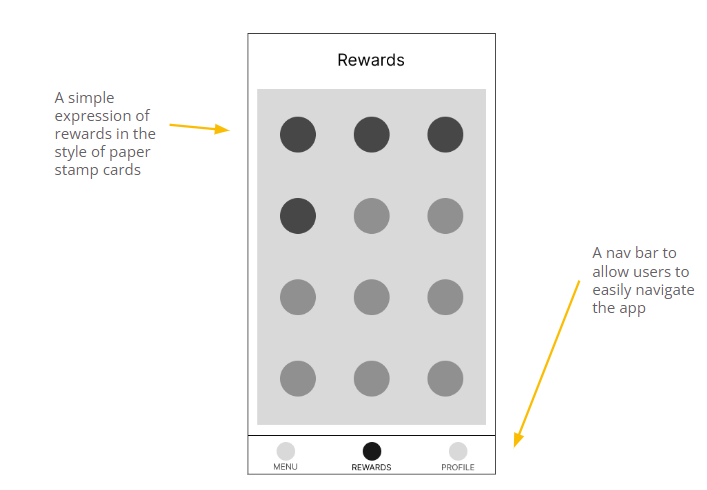 Rewards
A simple
expression of
rewards in the
style of paper
stamp cards
A nav bar to
allow users to
easily navigate
the app
MENU
REWARDS
PROFILE